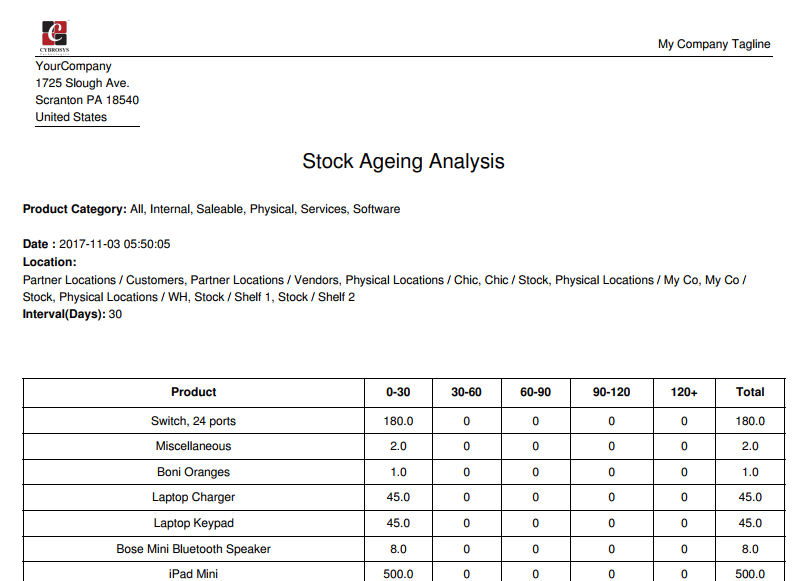 CYBROSYS
My Company Tagline
YourCompany
1725 Slough Ave.
Scranton PA 18540
United States
Stock Ageing Analysis
Product Category: All, Internal, Saleable, Physical, Services, Software
Date : 2017-11-03 05:50:05
Location:
Partner Locations / Customers, Partner Locations / Vendors, Physical Locations / Chic, Chic / Stock, Physical Locations / My Co, My Co /
Stock, Physical Locations / WH, Stock / Shelf 1, Stock / Shelf 2
Interval(Days): 30
Product 0-30 30-60 60-90 90-120 120+ Total
Switch, 24 ports 180.0 0 0 0 0 180.0
Miscellaneous 2.0 0 0 0 0 2.0
Boni Oranges 1.0 0 0 0 0 1.0
Laptop Charger 45.0 0 0 0 0 45.0
Laptop Keypad 45.0 0 0 0 0 45.0
Bose Mini Bluetooth Speaker 8.0 0 0 0 0 8.0
iPad Mini 500.0 0 0 0 0 500.0